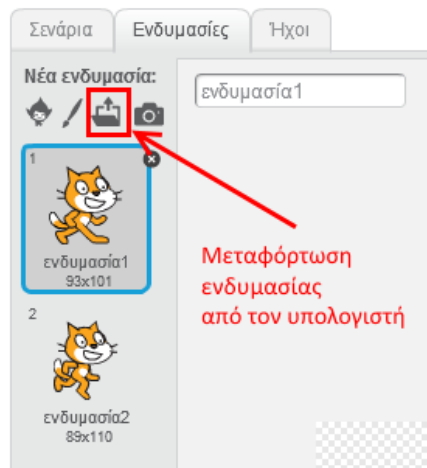 Σενάρια Ενδυμασίες Ήχοι
Νέα ενδυμασία:
ενδυμασία1
1
ενδυμασία1
93x101
Μεταφόρτωση
ενδυμασίας
από τον υπολογιστή
2
ενδυμασία2
89x110